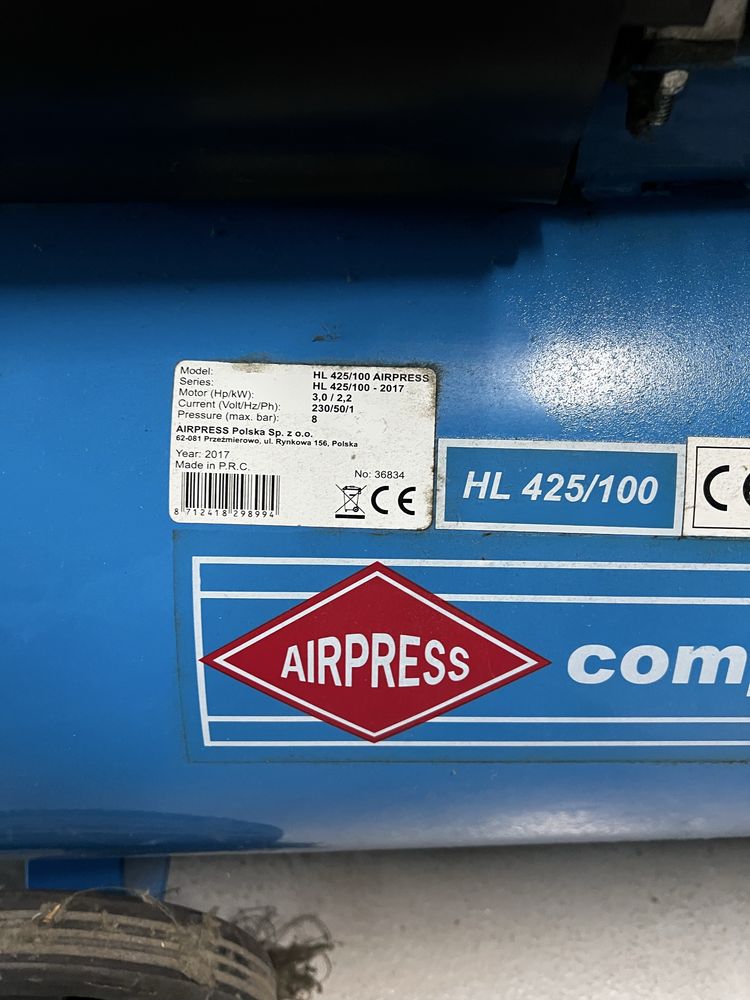 Model: HL 425/100 AIRPRESS
Series: HL 425/100 - 2017
Motor (Hp/kW): 3,0 / 2,2
Current (Volt/Hz/Ph): 230/50/1
Pressure (max. bar): 8
AIRPRESS Polska Sp. z o.o.
62-081 Przeźmierowo, ul. Rynkowa 156, Polska
Year: 2017
Made in P.R.C.
No: 36834
8 712418 298994
CE
HL 425/100
C
AIRPRESS
comp